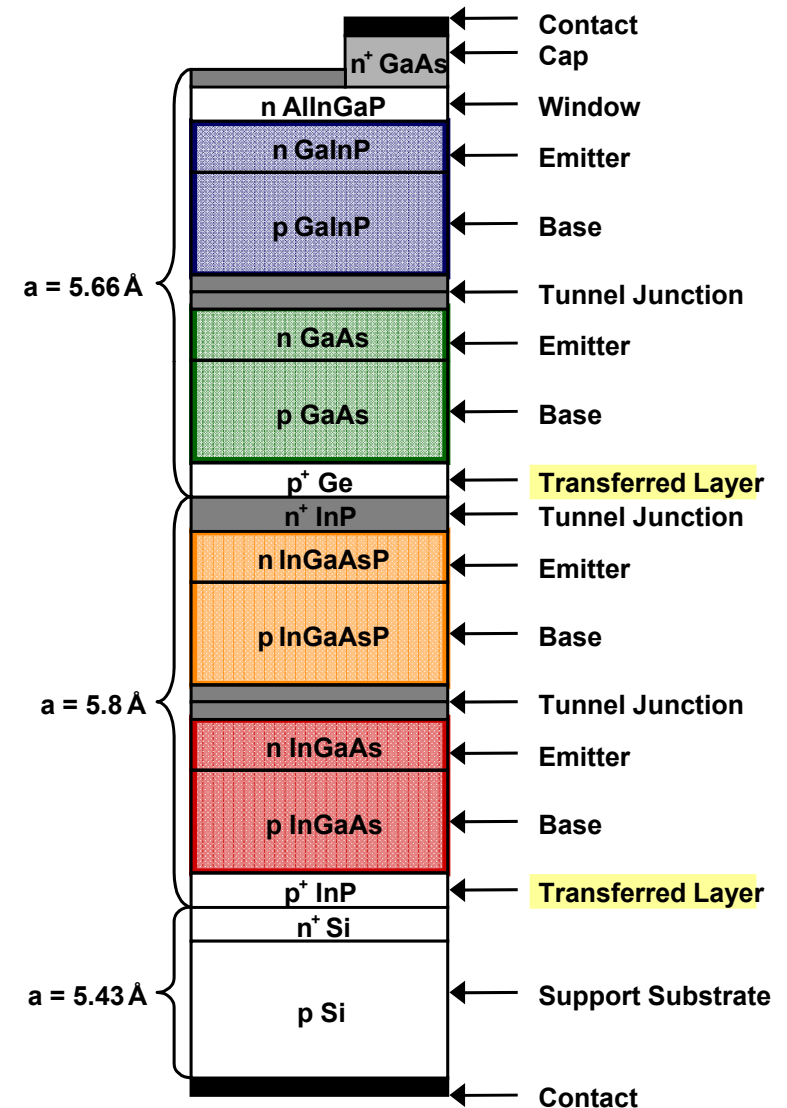 Contact
n⁺ GaAs
Cap
n AlInGaP
Window
n GaInP
Emitter
p GaInP
Base
a = 5.66 Å
Tunnel Junction
n GaAs
Emitter
p GaAs
Base
p⁺ Ge
Transferred Layer
n⁺ InP
Tunnel Junction
n InGaAsP
Emitter
p InGaAsP
Base
a = 5.8 Å
Tunnel Junction
n InGaAs
Emitter
p InGaAs
Base
p⁺ InP
Transferred Layer
n⁺ Si
a = 5.43 Å
p Si
Support Substrate
Contact